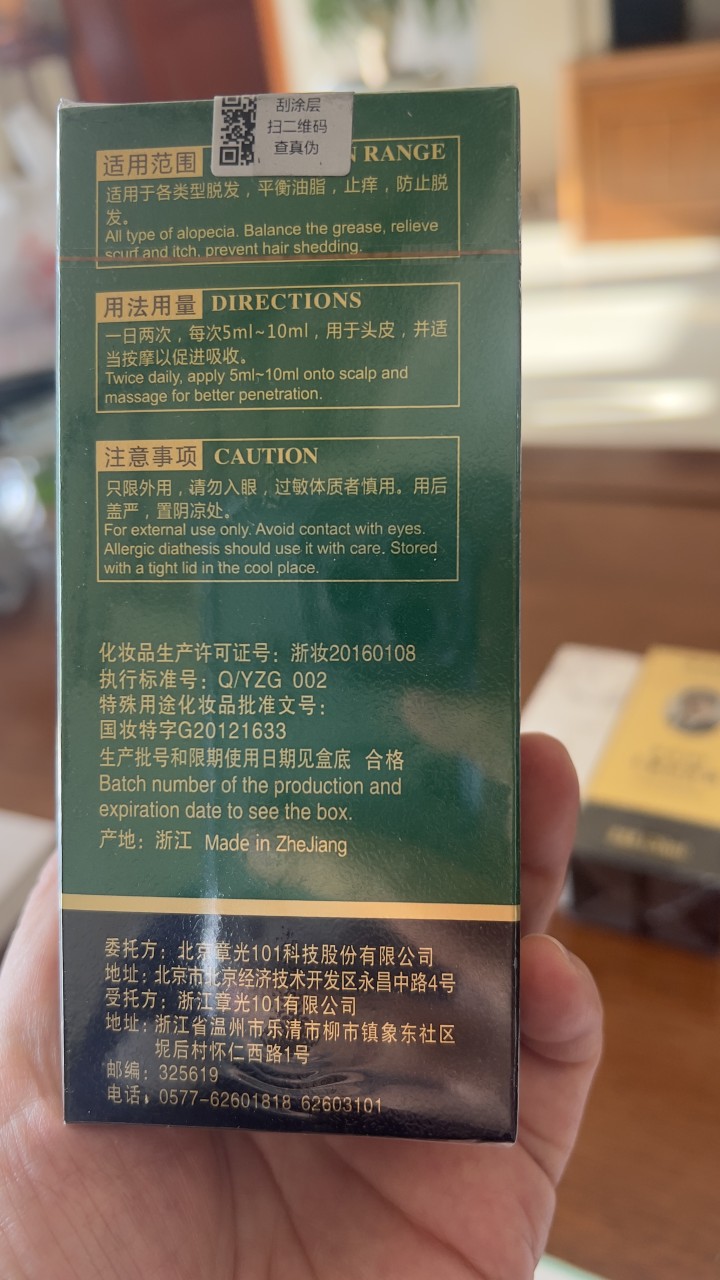 刮涂层
扫二维码
查真伪
适用范围 N RANGE
适用于各类型脱发，平衡油脂，止痒，防止脱
发。
All type of alopecia. Balance the grease, relieve
scurf and itch, prevent hair shedding.
用法用量 DIRECTIONS
一日两次，每次5ml~10ml，用于头皮，并适
当按摩以促进吸收。
Twice daily, apply 5ml~10ml onto scalp and
massage for better penetration.
注意事项 CAUTION
只限外用，请勿入眼，过敏体质者慎用。用后
盖严，置阴凉处。
For external use only. Avoid contact with eyes.
Allergic diathesis should use it with care. Stored
with a tight lid in the cool place.
化妆品生产许可证号：浙妆20160108
执行标准号：Q/YZG 002
特殊用途化妆品批准文号：
国妆特字G20121633
生产批号和限期使用日期见盒底 合格
Batch number of the production and
expiration date to see the box.
产地：浙江 Made in ZheJiang
委托方：北京章光101科技股份有限公司
地址：北京市北京经济技术开发区永昌中路4号
受托方：浙江章光101有限公司
地址：浙江省温州市乐清市柳市镇象东社区
坭后村怀仁西路1号
邮编：325619
电话：0577-62601818 62603101